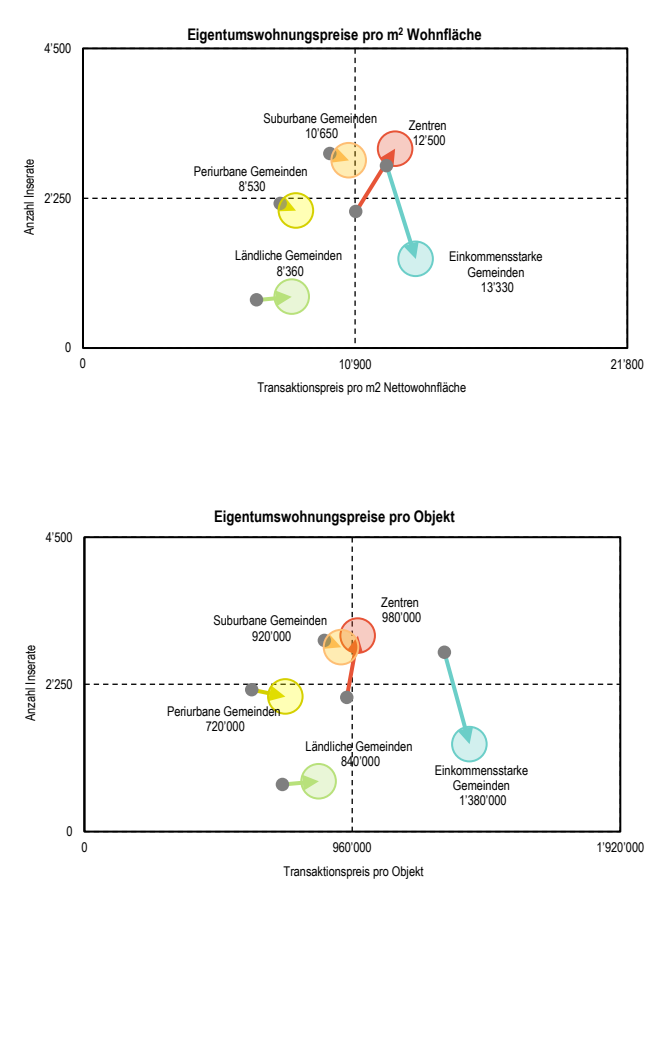 Eigentumswohnungspreise pro m² Wohnfläche
4'500
Suburbane Gemeinden
10'650
Zentren
12'500
Periurbane Gemeinden
8'530
2'250
Anzahl Inserate
Ländliche Gemeinden
8'360
Einkommensstarke
Gemeinden
13'330
0
0
10'900
21'800
Transaktionspreis pro m2 Nettowohnfläche
Eigentumswohnungspreise pro Objekt
4'500
Zentren
980'000
Suburbane Gemeinden
920'000
2'250
Anzahl Inserate
Periurbane Gemeinden
720'000
Ländliche Gemeinden
840'000
Einkommensstarke
Gemeinden
1'380'000
0
0
960'000
1'920'000
Transaktionspreis pro Objekt